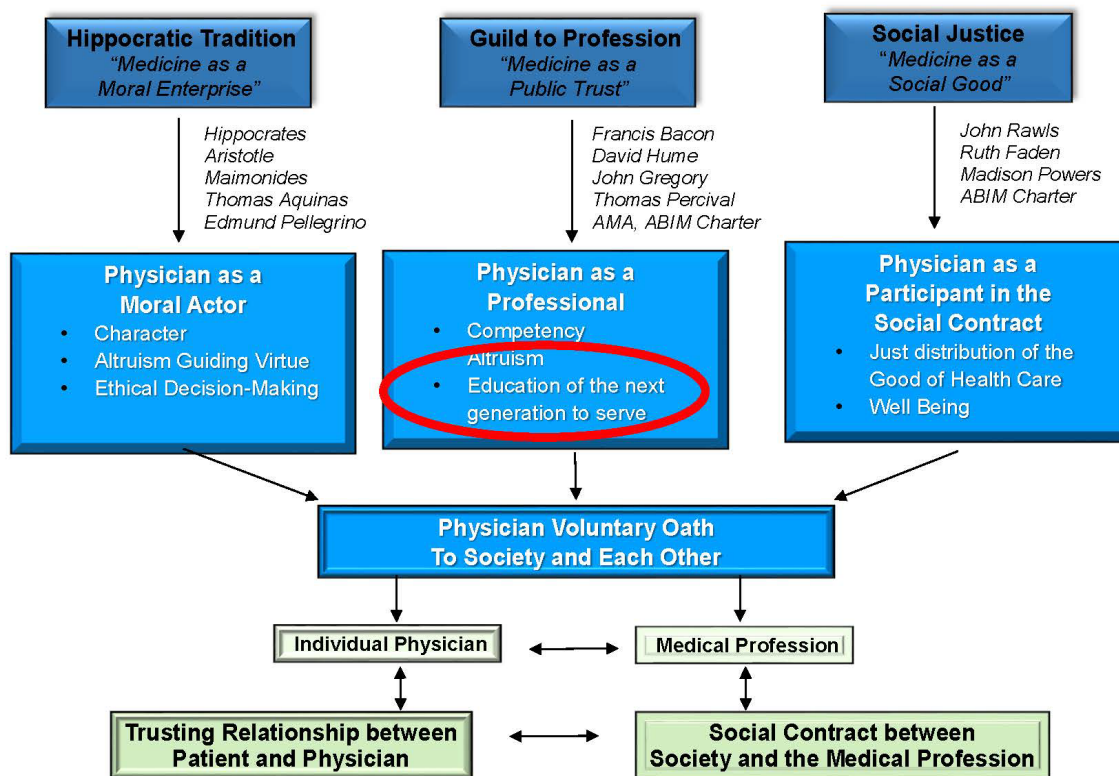 Hippocratic Tradition
“Medicine as a
Moral Enterprise”
Guild to Profession
“Medicine as a
Public Trust”
Social Justice
“Medicine as a
Social Good”
Hippocrates
Aristotle
Maimonides
Thomas Aquinas
Edmund Pellegrino
Francis Bacon
David Hume
John Gregory
Thomas Percival
AMA, ABIM Charter
John Rawls
Ruth Faden
Madison Powers
ABIM Charter
Physician as a
Moral Actor
• Character
• Altruism Guiding Virtue
• Ethical Decision-Making
Physician as a
Professional
• Competency
Altruism
• Education of the next
generation to serve
Physician as a
Participant in the
Social Contract
• Just distribution of the
Good of Health Care
• Well Being
Physician Voluntary Oath
To Society and Each Other
Individual Physician
Medical Profession
Trusting Relationship between
Patient and Physician
Social Contract between
Society and the Medical Profession